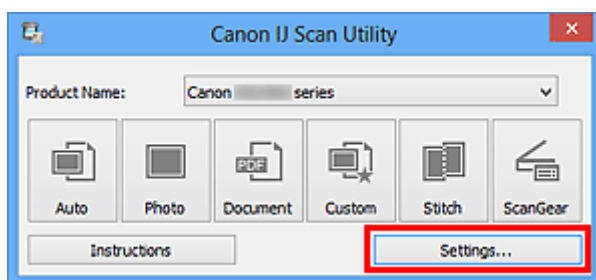 Canon IJ Scan Utility
Product Name: Canon series
PDF
Auto Photo Document Custom Stitch ScanGear
Instructions Settings...